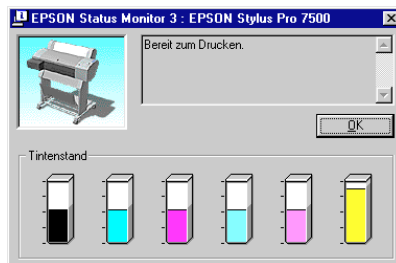 EPSON Status Monitor 3 : EPSON Stylus Pro 7500
Bereit zum Drucken.
OK
Tintenstand